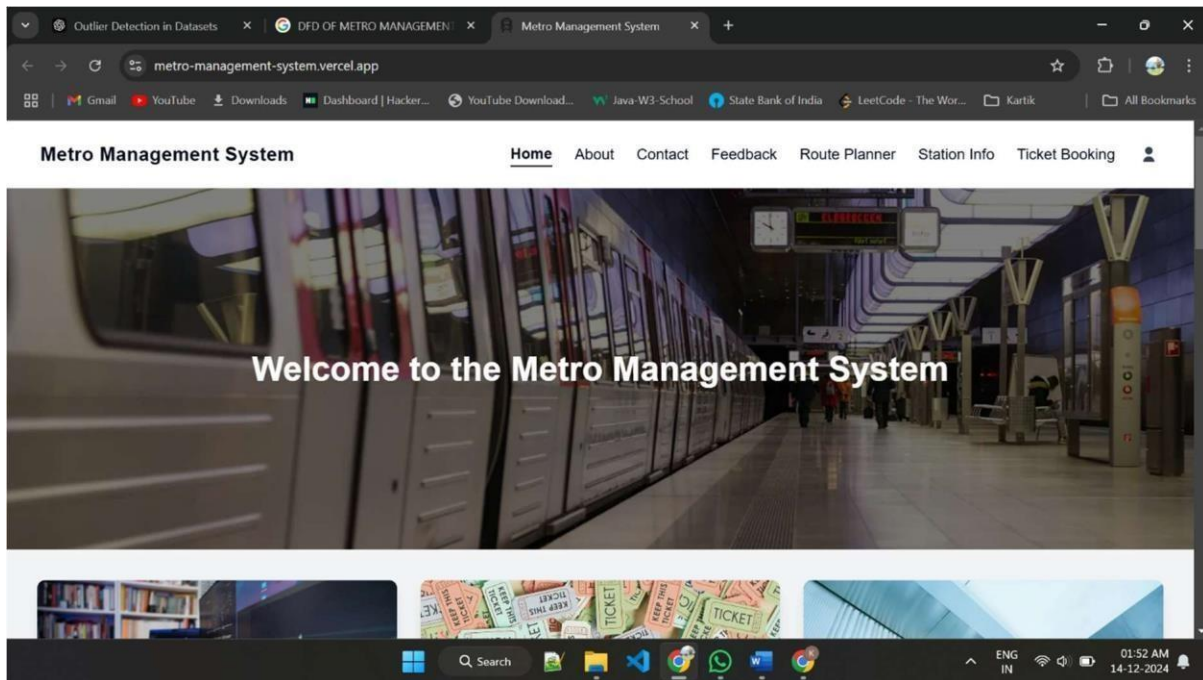 Outlier Detection in Datasets
DFD OF METRO MANAGEMENT
Metro Management System
metro-management-system.vercel.app
Gmail YouTube Downloads Dashboard | Hacker... YouTube Download... Java-W3-School State Bank of India LeetCode - The Wor... Kartik All Bookmarks
Metro Management System
Home About Contact Feedback Route Planner Station Info Ticket Booking
Welcome to the Metro Management System
TICKET KEEP THIS TICKET KEEP THIS TICKET
Search
ENG
IN
01:52 AM
14-12-2024